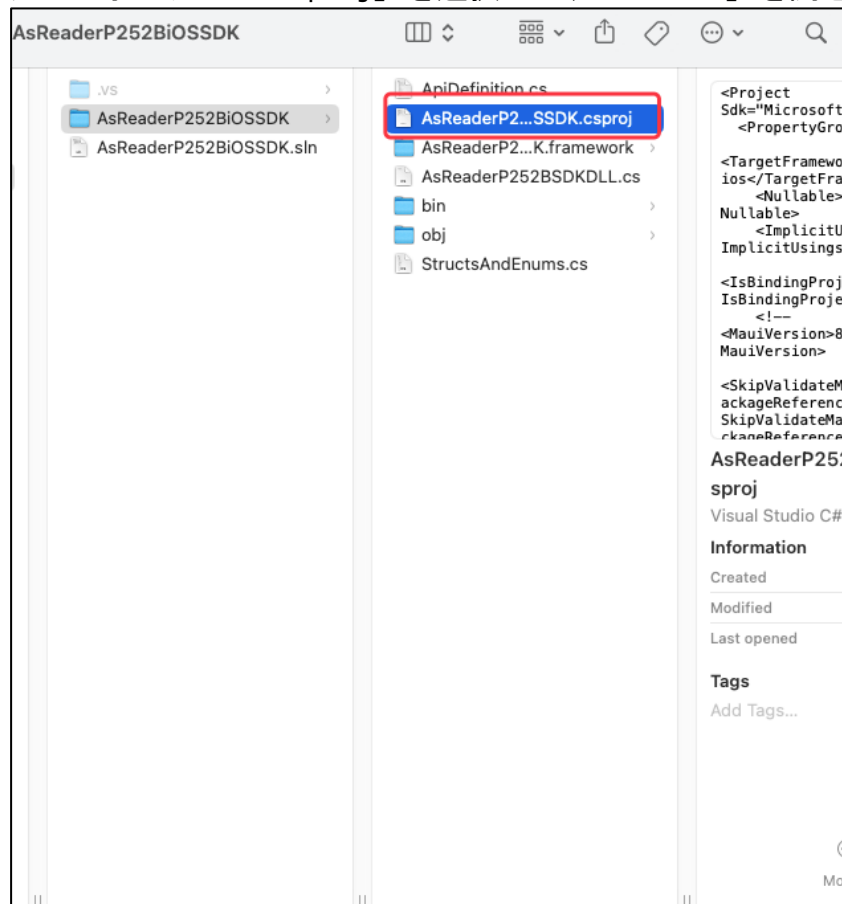 AsReaderP252BiOSSDK
.vs
AsReaderP252BiOSSDK
AsReaderP252BiOSSDK.sln
ApiDefinition.cs
AsReaderP2...SSDK.csproj
AsReaderP2...K.framework
AsReaderP252BSDKDLL.cs
bin
obj
StructsAndEnums.cs
<Project
Sdk="Microsoft
<PropertyGro
<TargetFramewo
ios</TargetFra
<Nullable>
Nullable>
<ImplicitU
ImplicitUsings
<IsBindingProj
IsBindingProje
<!--
<MauiVersion>8
MauiVersion>
<SkipValidateM
ackageReferenc
SkipValidateMa
ckageReference
AsReaderP252
sproj
Visual Studio C#
Information
Created
Modified
Last opened
Tags
Add Tags...
Mo